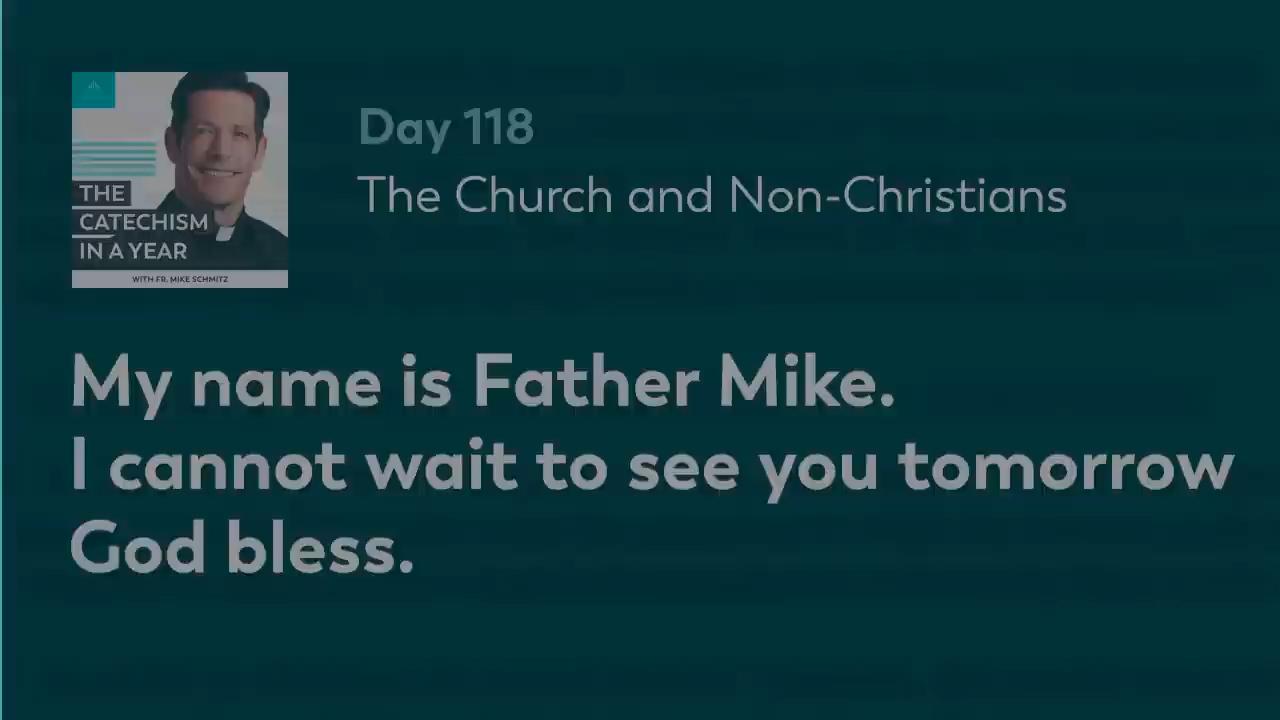 Day 118
The Church and Non-Christians
THE
CATECHISM
IN A YEAR
WITH FR. MIKE SCHMITZ
My name is Father Mike.
I cannot wait to see you tomorrow
God bless.